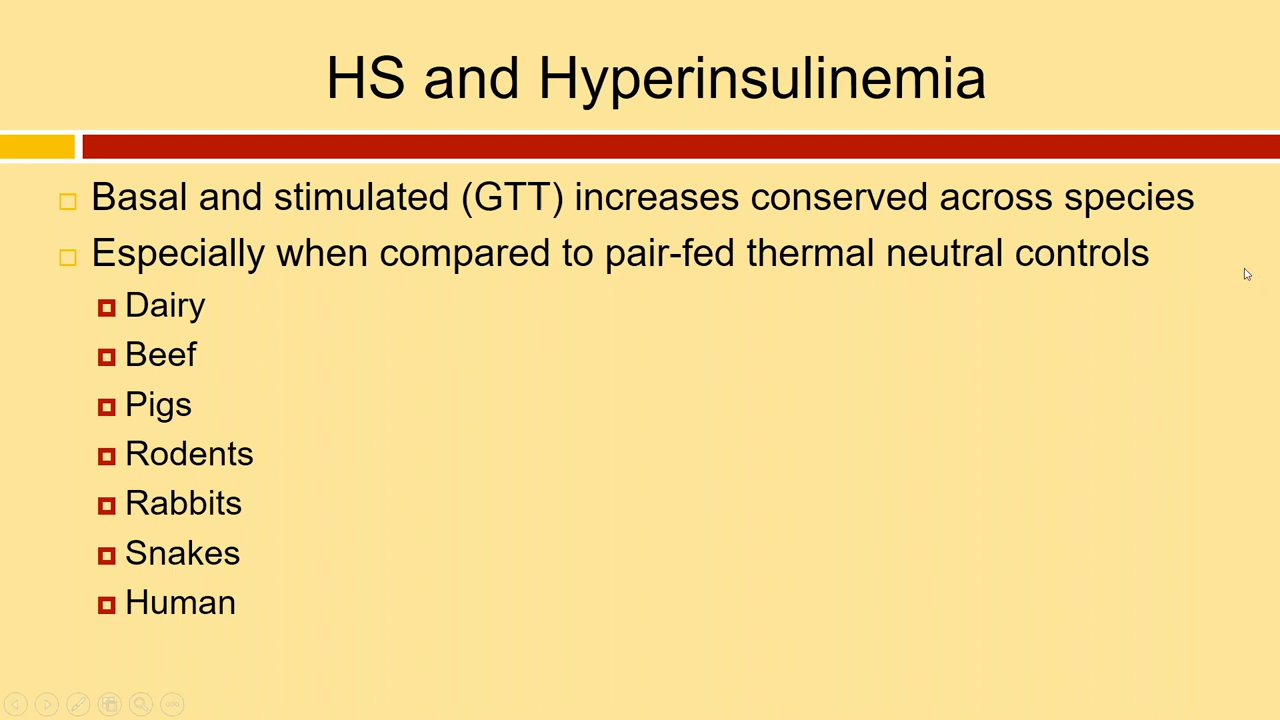 HS and Hyperinsulinemia
Basal and stimulated (GTT) increases conserved across species
Especially when compared to pair-fed thermal neutral controls
Dairy
Beef
Pigs
Rodents
Rabbits
Snakes
Human